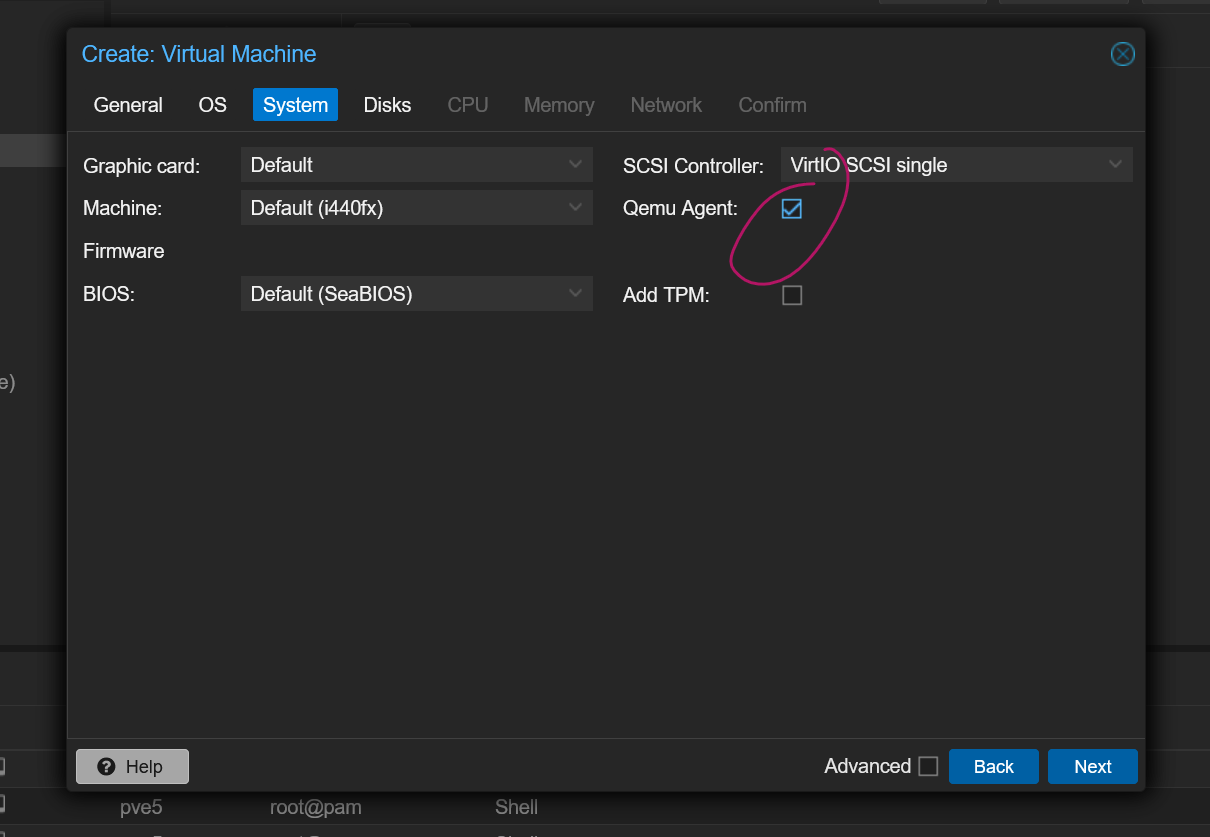 Create: Virtual Machine
General OS System Disks CPU Memory Network Confirm
Graphic card: Default
Machine: Default (i440fx)
Firmware
BIOS: Default (SeaBIOS)
SCSI Controller: VirtIO SCSI single
Qemu Agent:
Add TPM:
e)
Help Advanced Back Next
pve5 root@pam Shell